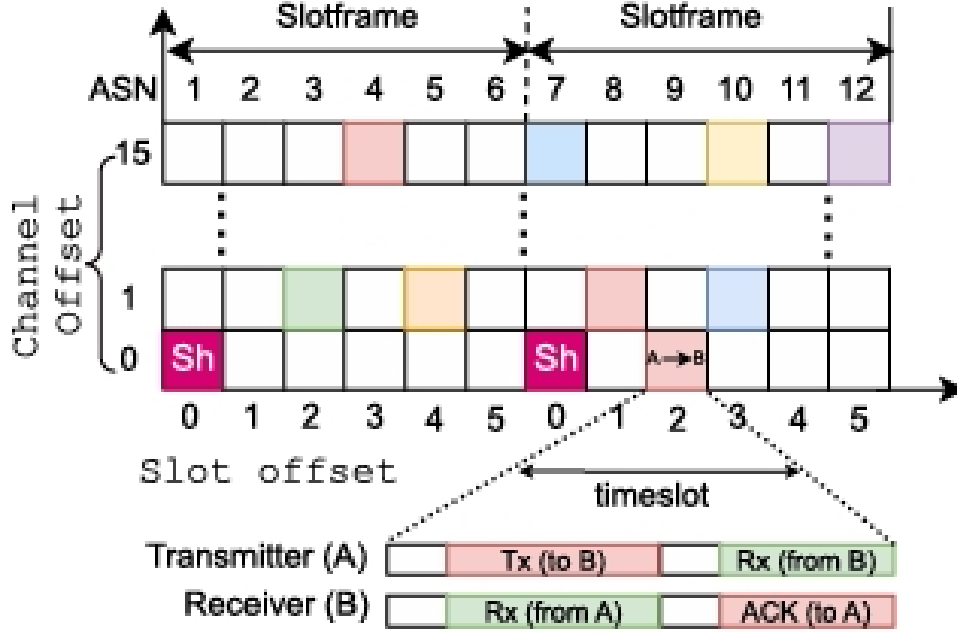 Slotframe Slotframe
ASN 1 2 3 4 5 6 7 8 9 10 11 12
15
Channel
Offset
1
0 Sh Sh A B
0 1 2 3 4 5 0 1 2 3 4 5
Slot offset
timeslot
Transmitter (A) Tx (to B) Rx (from B)
Receiver (B) Rx (from A) ACK (to A)